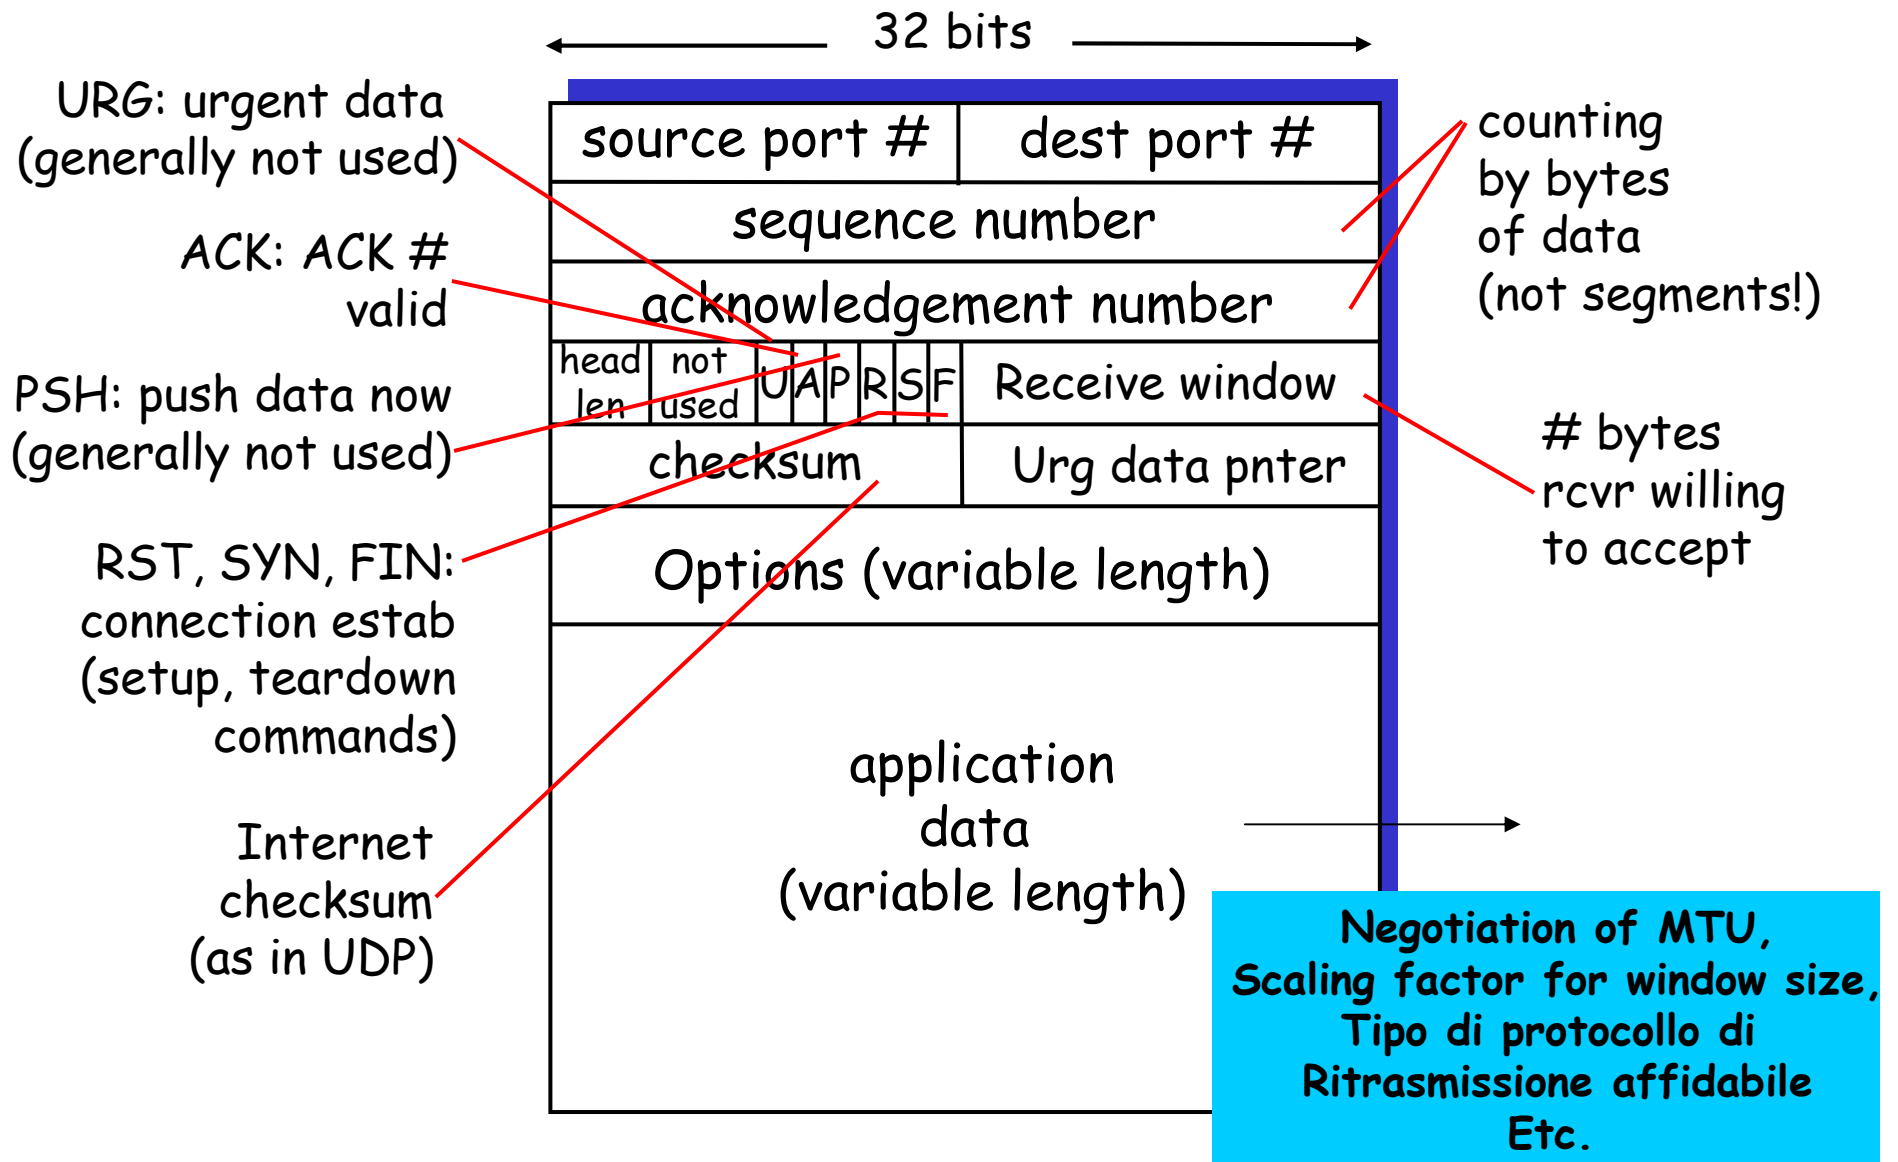 32 bits
URG: urgent data
(generally not used)
ACK: ACK #
valid
PSH: push data now
(generally not used)
RST, SYN, FIN:
connection estab
(setup, teardown
commands)
Internet
checksum
(as in UDP)
source port # dest port #
sequence number
acknowledgement number
head
len
not
used
U A P R S F
Receive window
checksum
Urg data pnter
Options (variable length)
application
data
(variable length)
counting
by bytes
of data
(not segments!)
# bytes
rcvr willing
to accept
Negotiation of MTU,
Scaling factor for window size,
Tipo di protocollo di
Ritrasmissione affidabile
Etc.